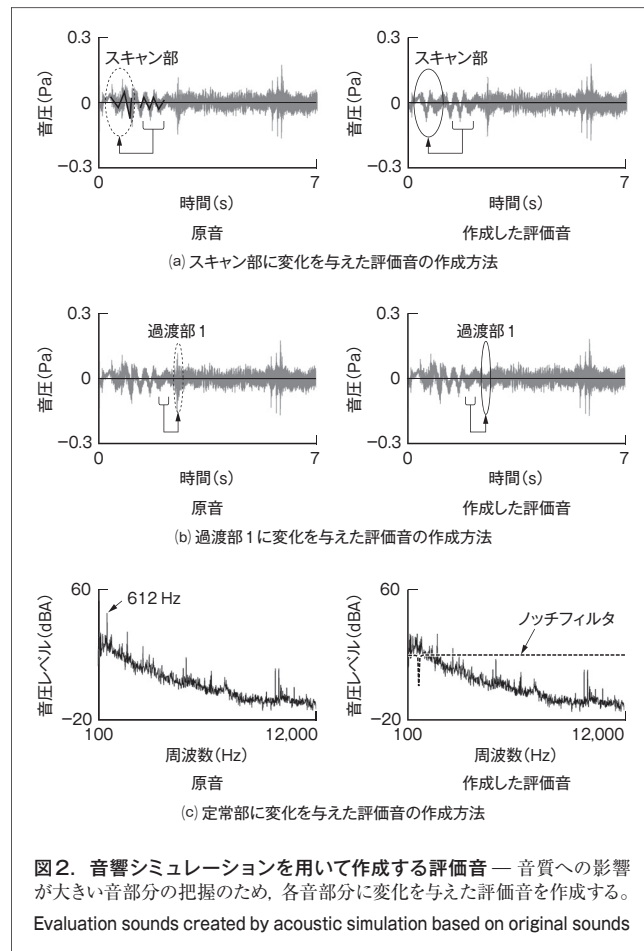 0.3
スキャン部
音圧(Pa)
0
−0.3
0
7
時間(s)
原音
0.3
スキャン部
音圧(Pa)
0
−0.3
0
7
時間(s)
作成した評価音
(a) スキャン部に変化を与えた評価音の作成方法
0.3
過渡部1
音圧(Pa)
0
−0.3
0
7
時間(s)
原音
0.3
過渡部1
音圧(Pa)
0
−0.3
0
7
時間(s)
作成した評価音
(b) 過渡部1に変化を与えた評価音の作成方法
60
612 Hz
音圧レベル(dBA)
−20
100
12,000
周波数(Hz)
原音
60
ノッチフィルタ
音圧レベル(dBA)
−20
100
12,000
周波数(Hz)
作成した評価音
(c) 定常部に変化を与えた評価音の作成方法
図2. 音響シミュレーションを用いて作成する評価音 — 音質への影響
が大きい音部分の把握のため，各音部分に変化を与えた評価音を作成する。
Evaluation sounds created by acoustic simulation based on original sounds